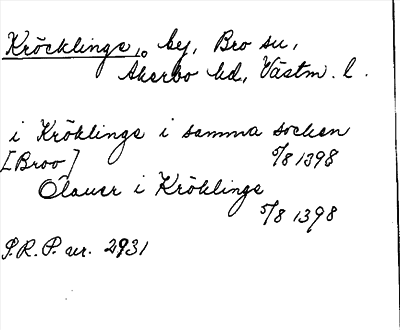 Kröcklinge, by, Bro sn,
Akerbo hd, Västm. l.
i Kröklinge i samma socken
[Broo] 5/8 1398
Olauer i Kröklinge
5/8 1398
S.R.P. nr. 2931